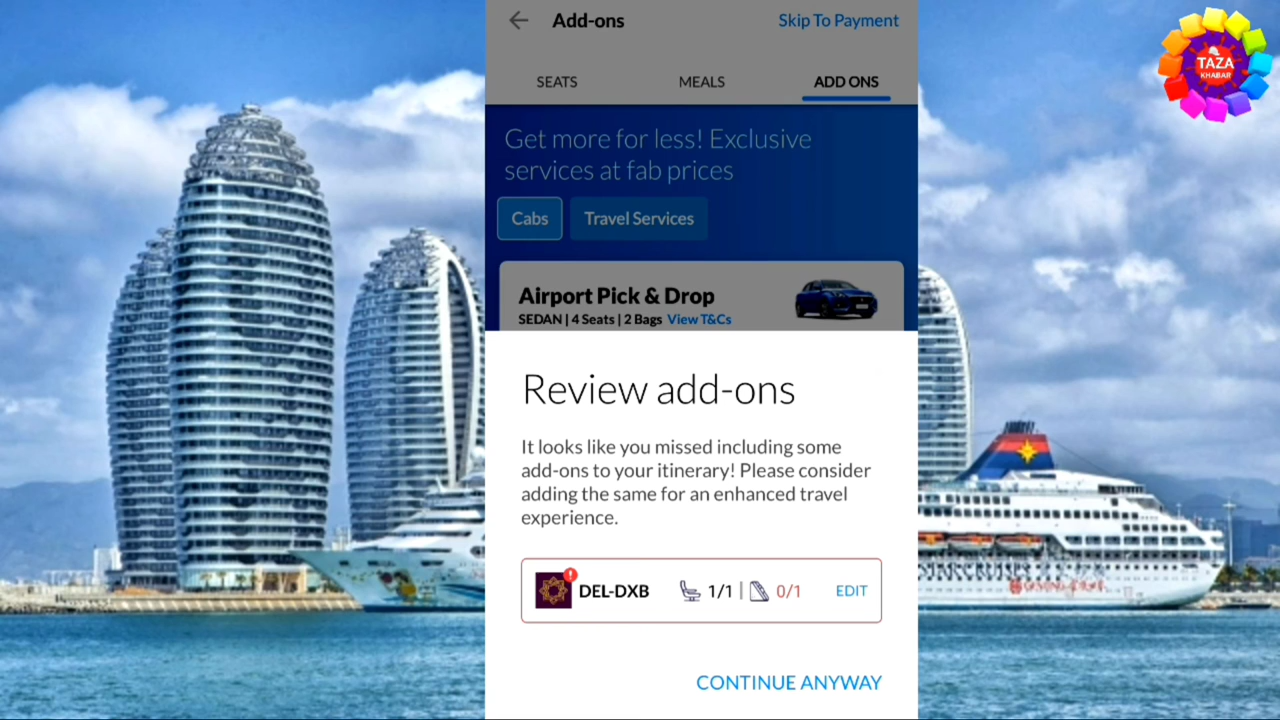 Add-ons
Skip To Payment
SEATS
MEALS
ADD ONS
Get more for less! Exclusive
services at fab prices
Cabs
Travel Services
Airport Pick & Drop
SEDAN | 4 Seats | 2 Bags View T&Cs
Review add-ons
It looks like you missed including some
add-ons to your itinerary! Please consider
adding the same for an enhanced travel
experience.
DEL-DXB 1/1 | 0/1 EDIT
CONTINUE ANYWAY
TAZA
KHABAR